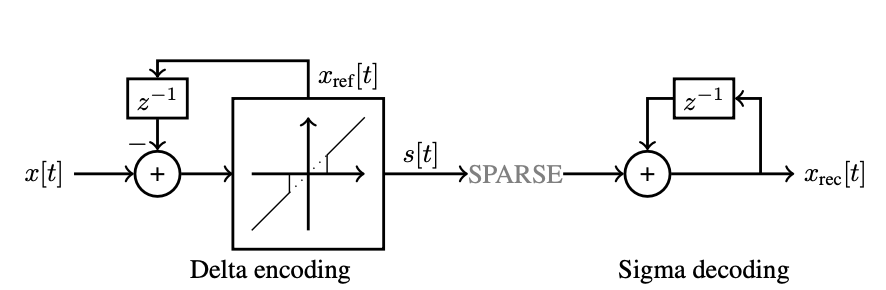 x_ref[t]
z⁻¹
z⁻¹
−
s[t]
x[t]
+
SPARSE
+
x_rec[t]
Delta encoding
Sigma decoding